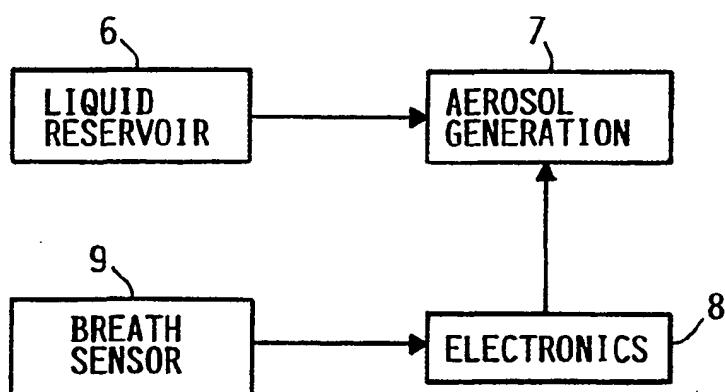 6
7
LIQUID
RESERVOIR
AEROSOL
GENERATION
9
8
BREATH
SENSOR
ELECTRONICS